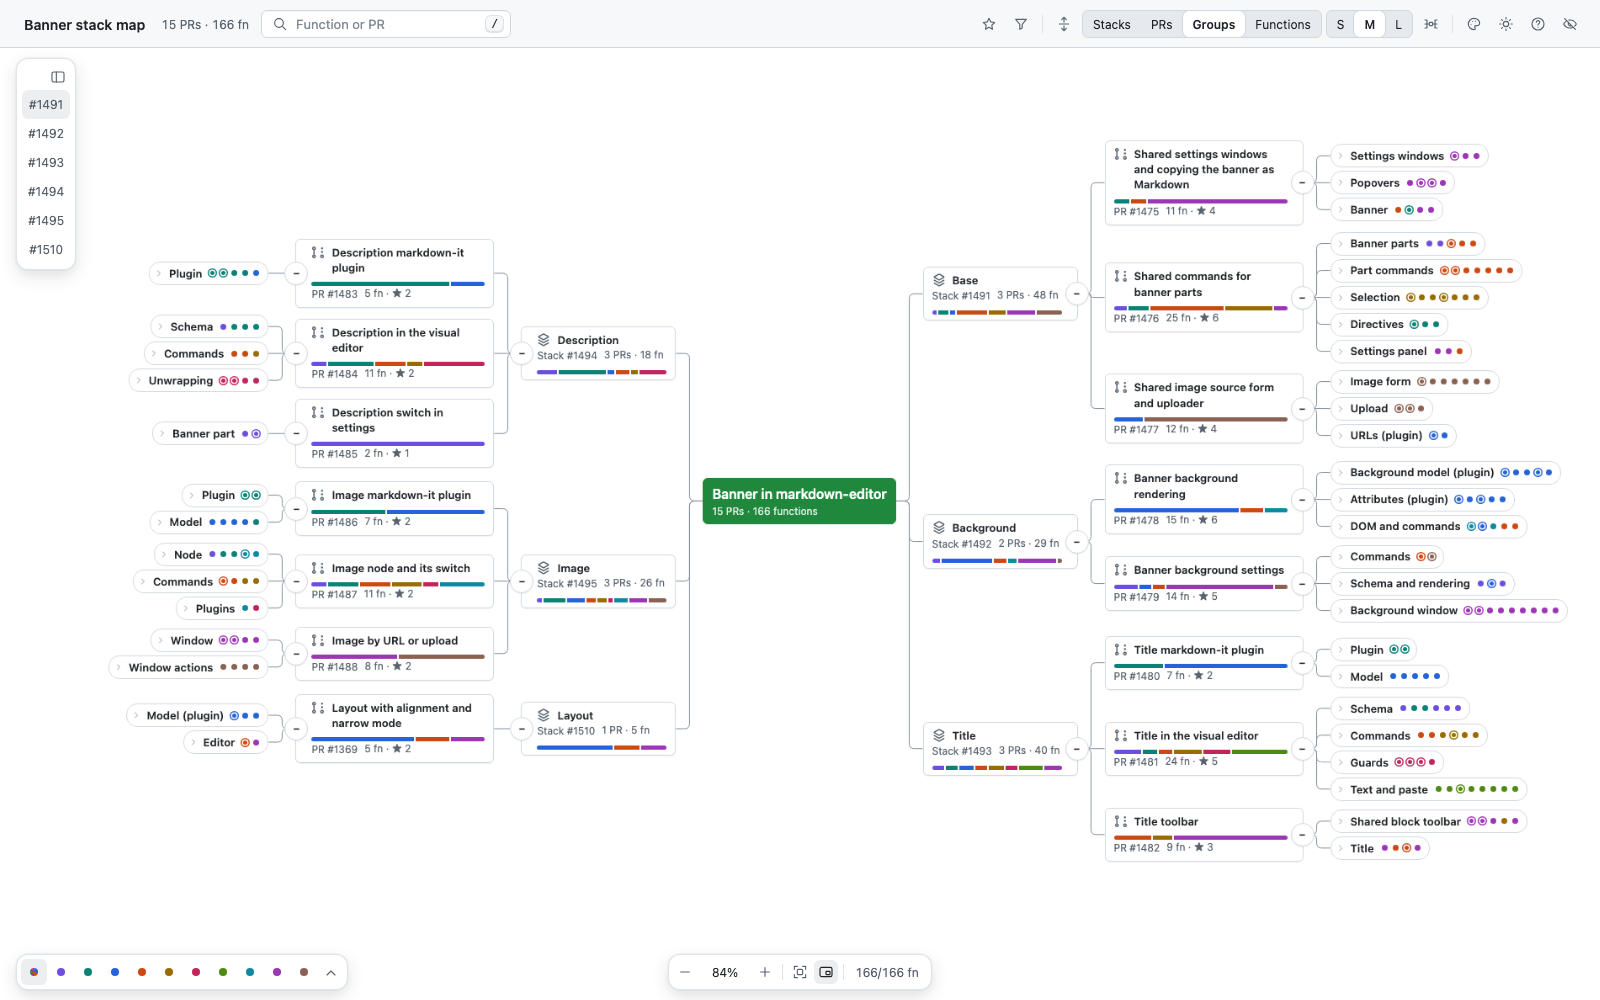 Banner stack map
15 PRs · 166 fn
Function or PR
/
Stacks
PRs
Groups
Functions
S
M
L
#1491
#1492
#1493
#1494
#1495
#1510
Plugin
Description markdown-it
plugin
PR #1483 5 fn · ★ 2
Schema
Commands
Unwrapping
Description in the visual
editor
PR #1484 11 fn · ★ 2
Banner part
Description switch in
settings
PR #1485 2 fn · ★ 1
Description
Stack #1494 3 PRs · 18 fn
Plugin
Model
Image markdown-it plugin
PR #1486 7 fn · ★ 2
Node
Commands
Plugins
Image node and its switch
PR #1487 11 fn · ★ 2
Window
Window actions
Image by URL or upload
PR #1488 8 fn · ★ 2
Image
Stack #1495 3 PRs · 26 fn
Model (plugin)
Editor
Layout with alignment and
narrow mode
PR #1369 5 fn · ★ 2
Layout
Stack #1510 1 PR · 5 fn
Banner in markdown-editor
15 PRs · 166 functions
Base
Stack #1491 3 PRs · 48 fn
Shared settings windows
and copying the banner as
Markdown
PR #1475 11 fn · ★ 4
Settings windows
Popovers
Banner
Shared commands for
banner parts
PR #1476 25 fn · ★ 6
Banner parts
Part commands
Selection
Directives
Settings panel
Shared image source form
and uploader
PR #1477 12 fn · ★ 4
Image form
Upload
URLs (plugin)
Background
Stack #1492 2 PRs · 29 fn
Banner background
rendering
PR #1478 15 fn · ★ 6
Background model (plugin)
Attributes (plugin)
DOM and commands
Banner background settings
PR #1479 14 fn · ★ 5
Commands
Schema and rendering
Background window
Title
Stack #1493 3 PRs · 40 fn
Title markdown-it plugin
PR #1480 7 fn · ★ 2
Plugin
Model
Title in the visual editor
PR #1481 24 fn · ★ 5
Schema
Commands
Guards
Text and paste
Title toolbar
PR #1482 9 fn · ★ 3
Shared block toolbar
Title
84%
166/166 fn